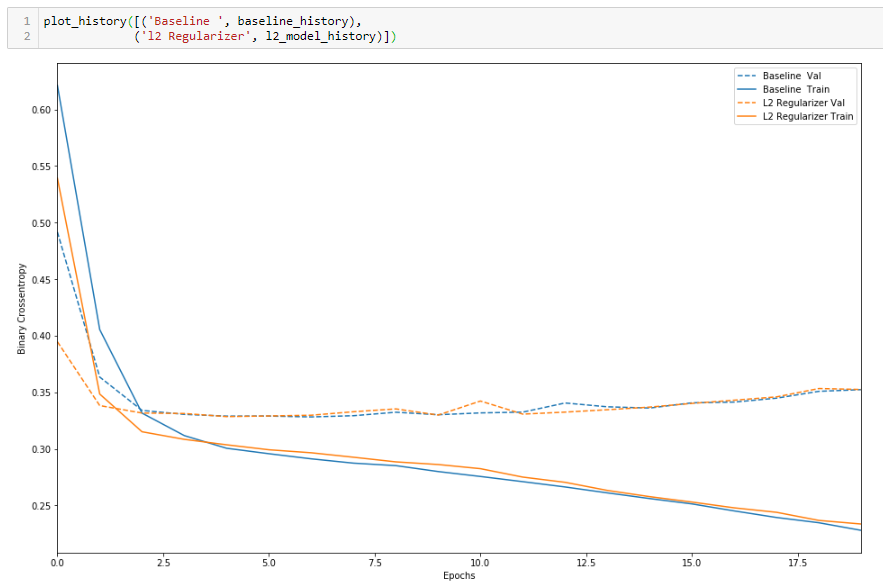 1 plot_history([('Baseline ', baseline_history),
2 ('l2 Regularizer', l2_model_history)])
Baseline  Val
Baseline  Train
L2 Regularizer Val
L2 Regularizer Train
Binary Crossentropy
0.60
0.55
0.50
0.45
0.40
0.35
0.30
0.25
0.0 2.5 5.0 7.5 10.0 12.5 15.0 17.5
Epochs